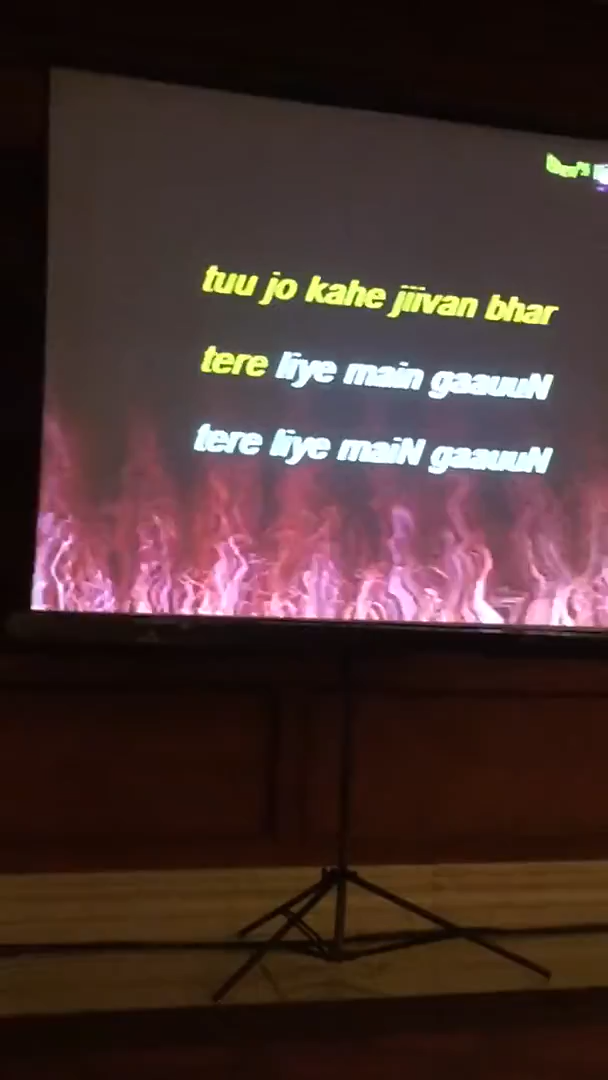 tuu jo kahe jiivan bhar
tere liye main gaauuN
tere liye maiN gaauuN